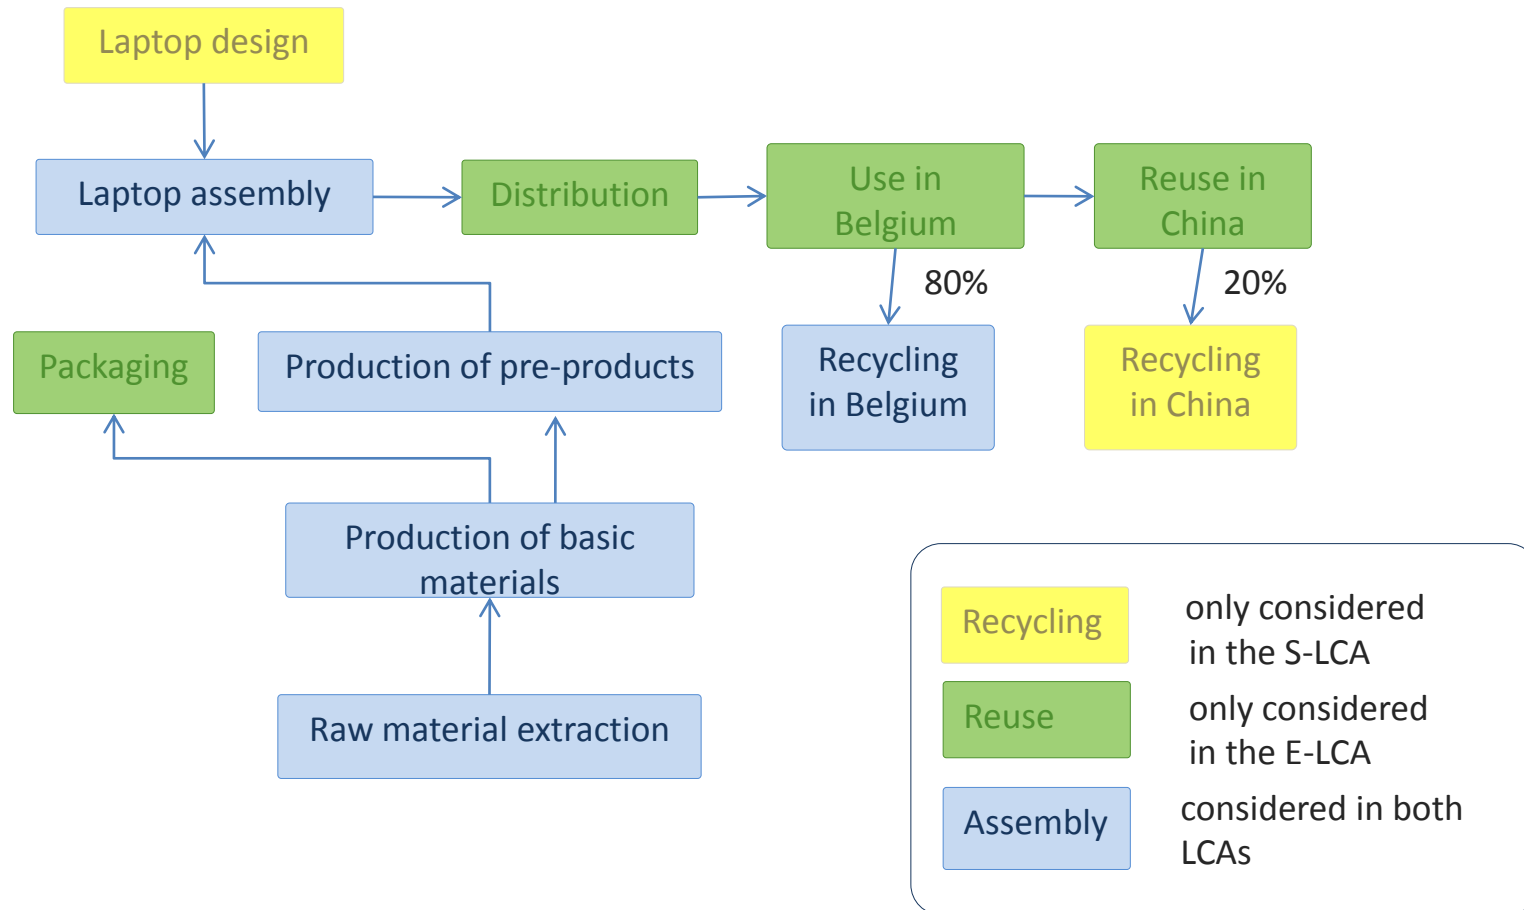 Laptop design
Laptop assembly
Distribution
Use in
Belgium
Reuse in
China
80%
20%
Packaging
Production of pre-products
Recycling
in Belgium
Recycling
in China
Production of basic
materials
Raw material extraction
Recycling
only considered
in the S-LCA
Reuse
only considered
in the E-LCA
Assembly
considered in both
LCAs